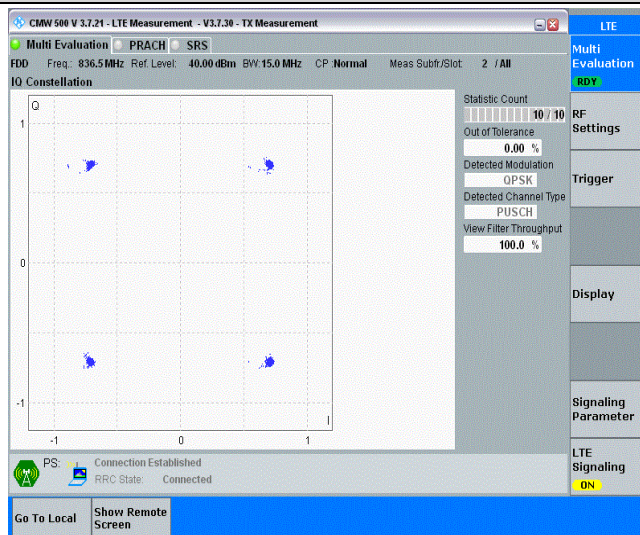 CMW 500 V 3.7.21 - LTE Measurement - V3.7.30 - TX Measurement
LTE
Multi Evaluation PRACH SRS
FDD Freq.: 836.5 MHz Ref. Level: 40.00 dBm BW:15.0 MHz CP :Normal Meas Subfr./Slot 2 / All
IQ Constellation
Q
1
0
-1
-1 0 1
I
Statistic Count
10 / 10
Out of Tolerance
0.00 %
Detected Modulation
QPSK
Detected Channel Type
PUSCH
View Filter Throughput
100.0 %
Multi
Evaluation
RDY
RF
Settings
Trigger
Display
Signaling
Parameter
LTE
Signaling
ON
PS: Connection Established
RRC State: Connected
Go To Local
Show Remote
Screen